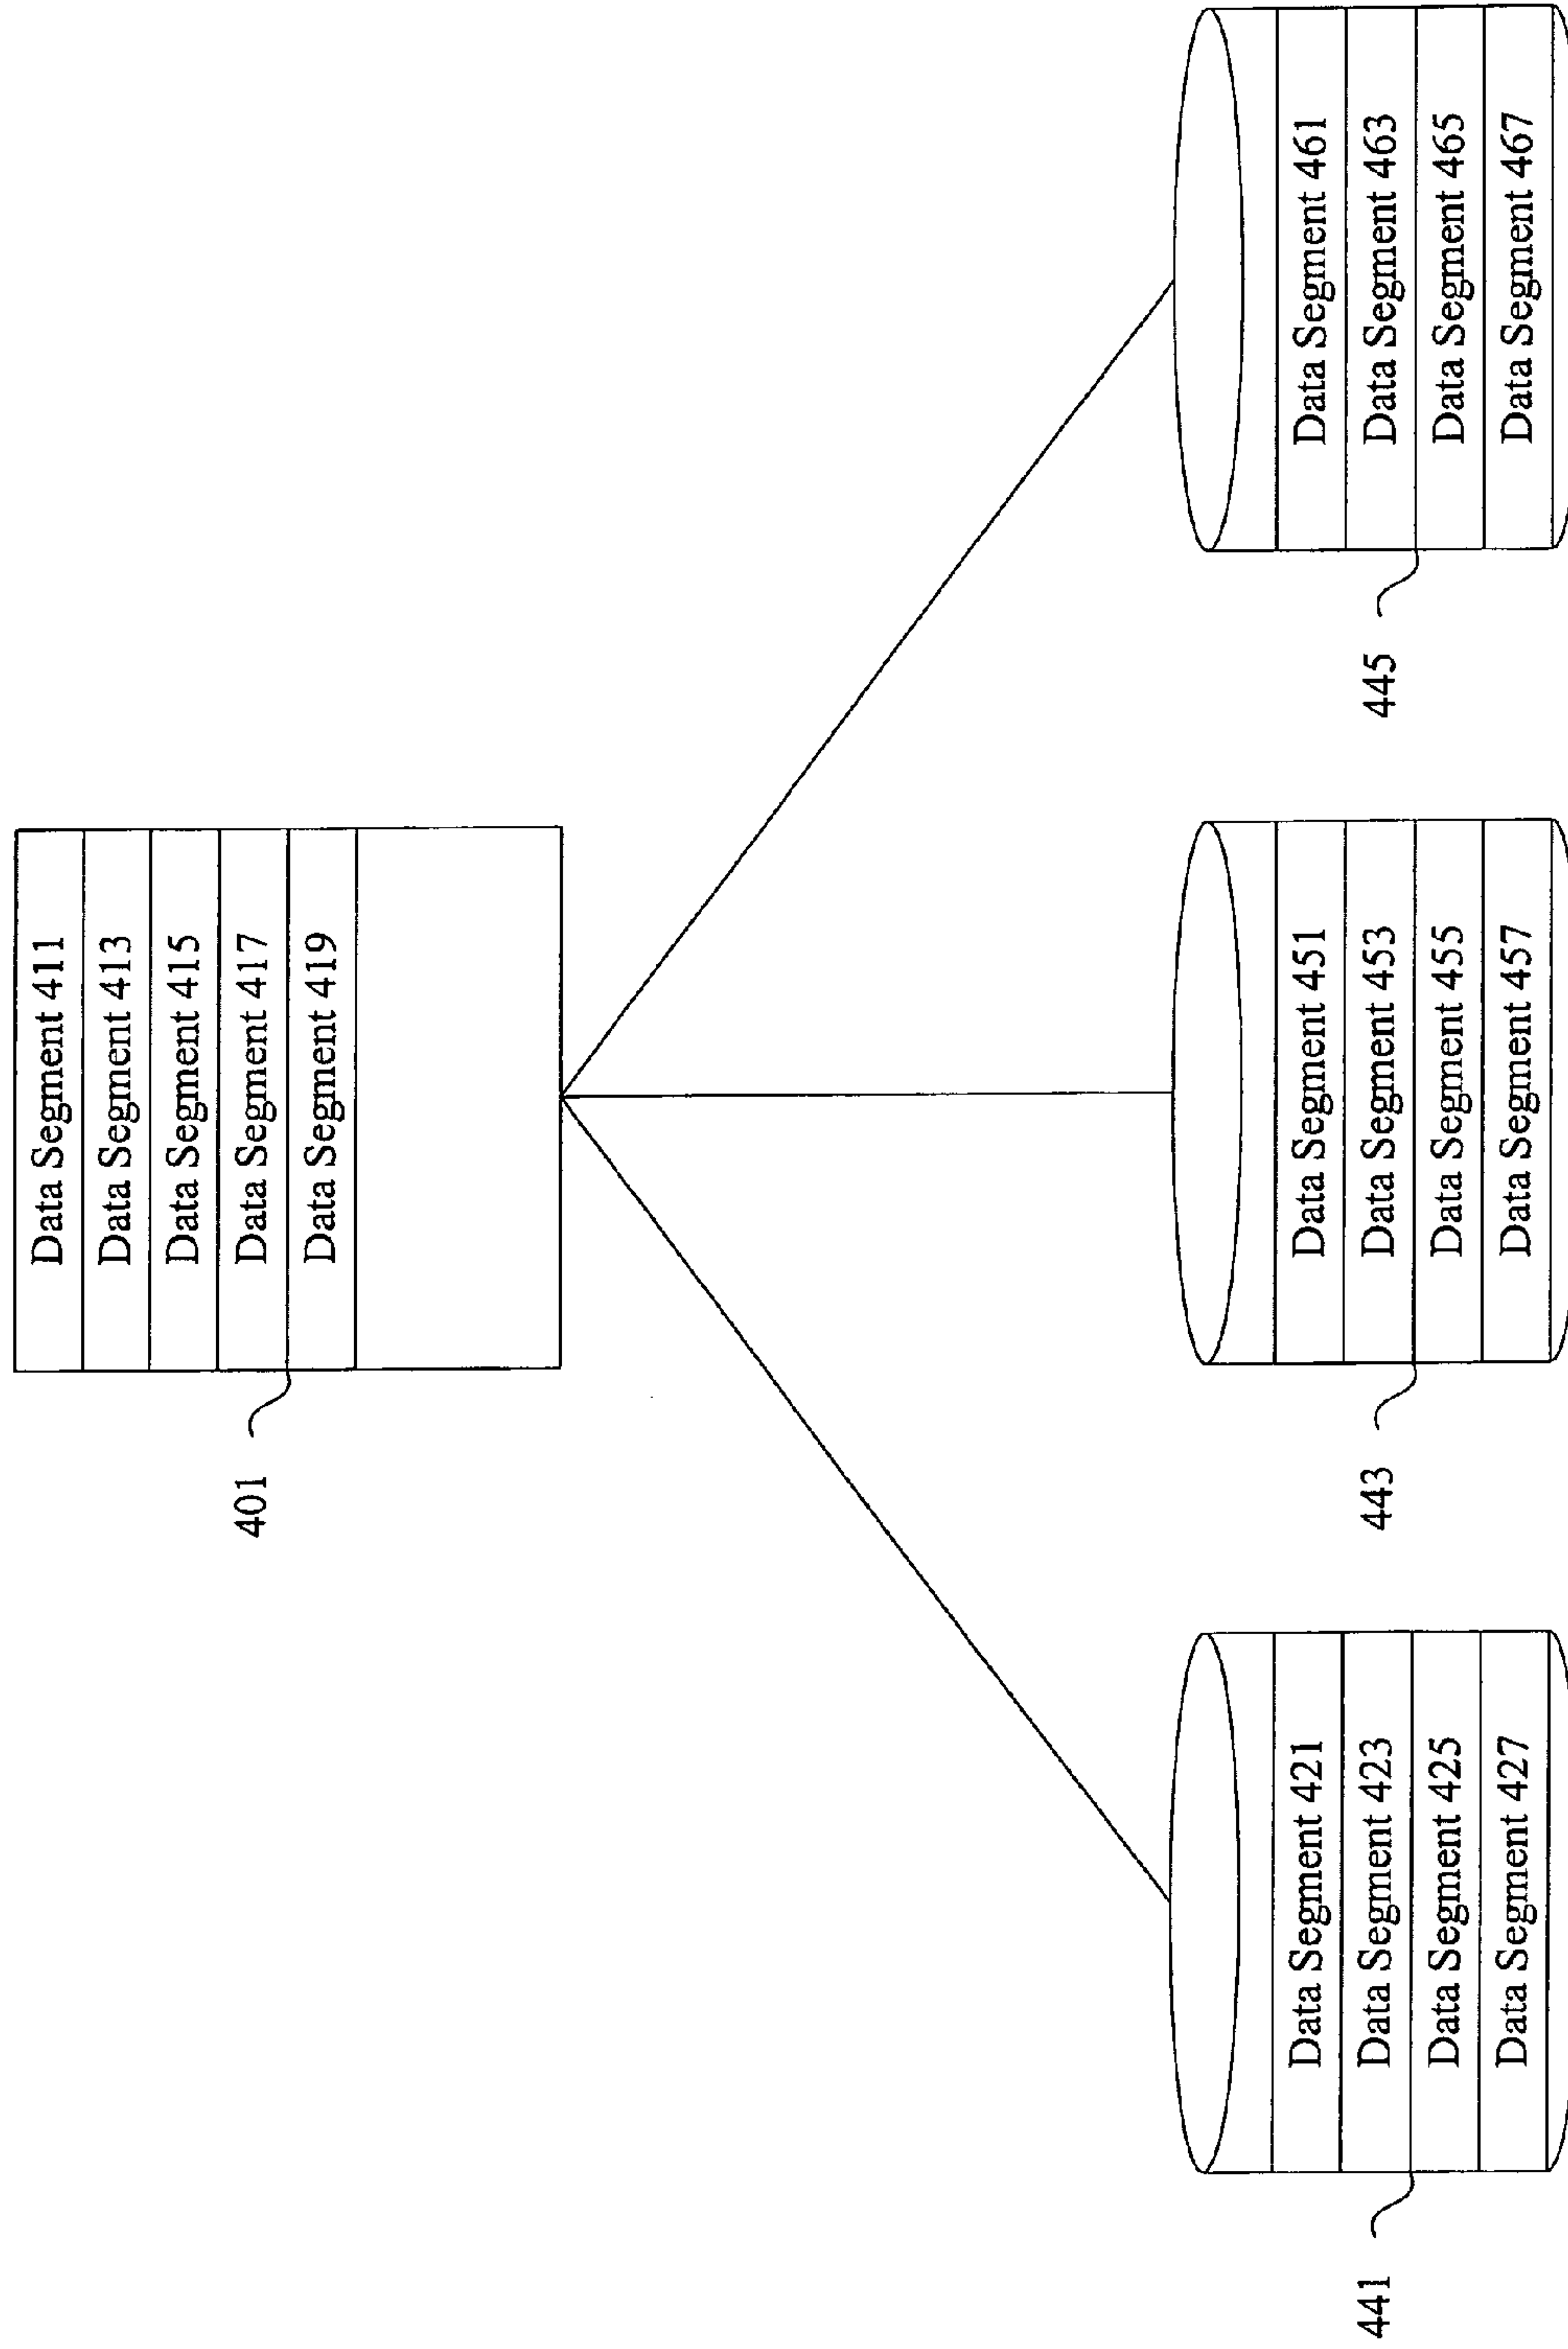 Data Segment 411
Data Segment 413
Data Segment 415
Data Segment 417
Data Segment 419
401
Data Segment 421
Data Segment 423
Data Segment 425
Data Segment 427
441
Data Segment 451
Data Segment 453
Data Segment 455
Data Segment 457
443
Data Segment 461
Data Segment 463
Data Segment 465
Data Segment 467
445